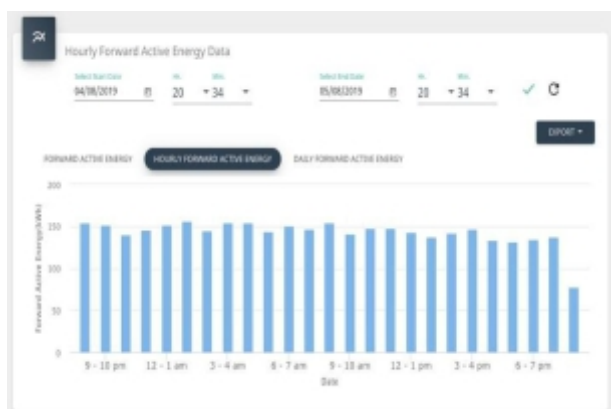 Hourly Forward Active Energy Data
Select Start Date Hr. Min. Select End Date Hr. Min.
04/08/2019 20 34 05/08/2019 20 34
EXPORT
FORWARD ACTIVE ENERGY HOURLY FORWARD ACTIVE ENERGY DAILY FORWARD ACTIVE ENERGY
Forward Active Energy(kWh)
200
150
100
50
0
9 - 10 pm 12 - 1 am 3 - 4 am 6 - 7 am 9 - 10 am 12 - 1 pm 3 - 4 pm 6 - 7 pm
Date